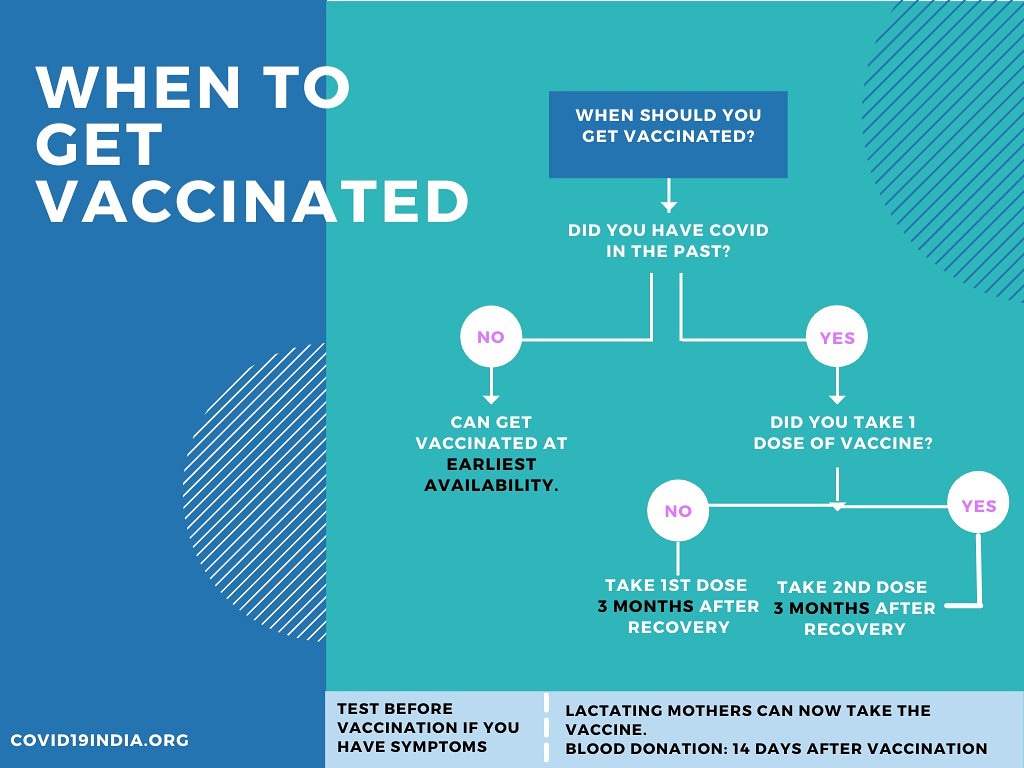 WHEN TO
GET
VACCINATED
WHEN SHOULD YOU
GET VACCINATED?
DID YOU HAVE COVID
IN THE PAST?
NO
YES
CAN GET
VACCINATED AT
EARLIEST
AVAILABILITY.
DID YOU TAKE 1
DOSE OF VACCINE?
NO
YES
TAKE 1ST DOSE
3 MONTHS AFTER
RECOVERY
TAKE 2ND DOSE
3 MONTHS AFTER
RECOVERY
COVID19INDIA.ORG
TEST BEFORE
VACCINATION IF YOU
HAVE SYMPTOMS
LACTATING MOTHERS CAN NOW TAKE THE
VACCINE.
BLOOD DONATION: 14 DAYS AFTER VACCINATION